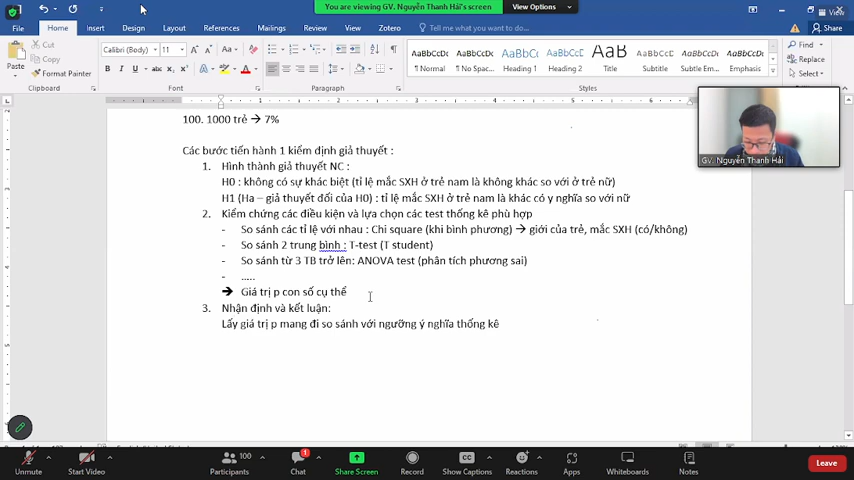 You are viewing GV. Nguyễn Thanh Hải's screen
View Options
View
File Home Insert Design Layout References Mailings Review View Zotero Tell me what you want to do...
Share
Paste
Cut
Copy
Format Painter
Clipboard
Calibri (Body) 11
Font
Paragraph
AaBbCcDc AaBbCcDc AaBbCc AaBbCc AaB AaBbCcD AaBbCcDc AaBbCcDc
¶ Normal ¶ No Spac... Heading 1 Heading 2 Title Subtitle Subtle Em... Emphasis
Styles
Find
Replace
Select
Editing
GV. Nguyễn Thanh Hải
100. 1000 trẻ → 7%
Các bước tiến hành 1 kiểm định giả thuyết :
1. Hình thành giả thuyết NC :
H0 : không có sự khác biệt (tỉ lệ mắc SXH ở trẻ nam là không khác so với ở trẻ nữ)
H1 (Ha – giả thuyết đối của H0) : tỉ lệ mắc SXH ở trẻ nam là khác có ý nghĩa so với nữ
2. Kiểm chứng các điều kiện và lựa chọn các test thống kê phù hợp
- So sánh các tỉ lệ với nhau : Chi square (khi bình phương) → giới của trẻ, mắc SXH (có/không)
- So sánh 2 trung bình : T-test (T student)
- So sánh từ 3 TB trở lên: ANOVA test (phân tích phương sai)
- .....
→ Giá trị p con số cụ thể
3. Nhận định và kết luận:
Lấy giá trị p mang đi so sánh với ngưỡng ý nghĩa thống kê
Unmute
Start Video
Participants 100
Chat 1
Share Screen
Record
Show Captions
Reactions
Apps
Whiteboards
Notes
Leave